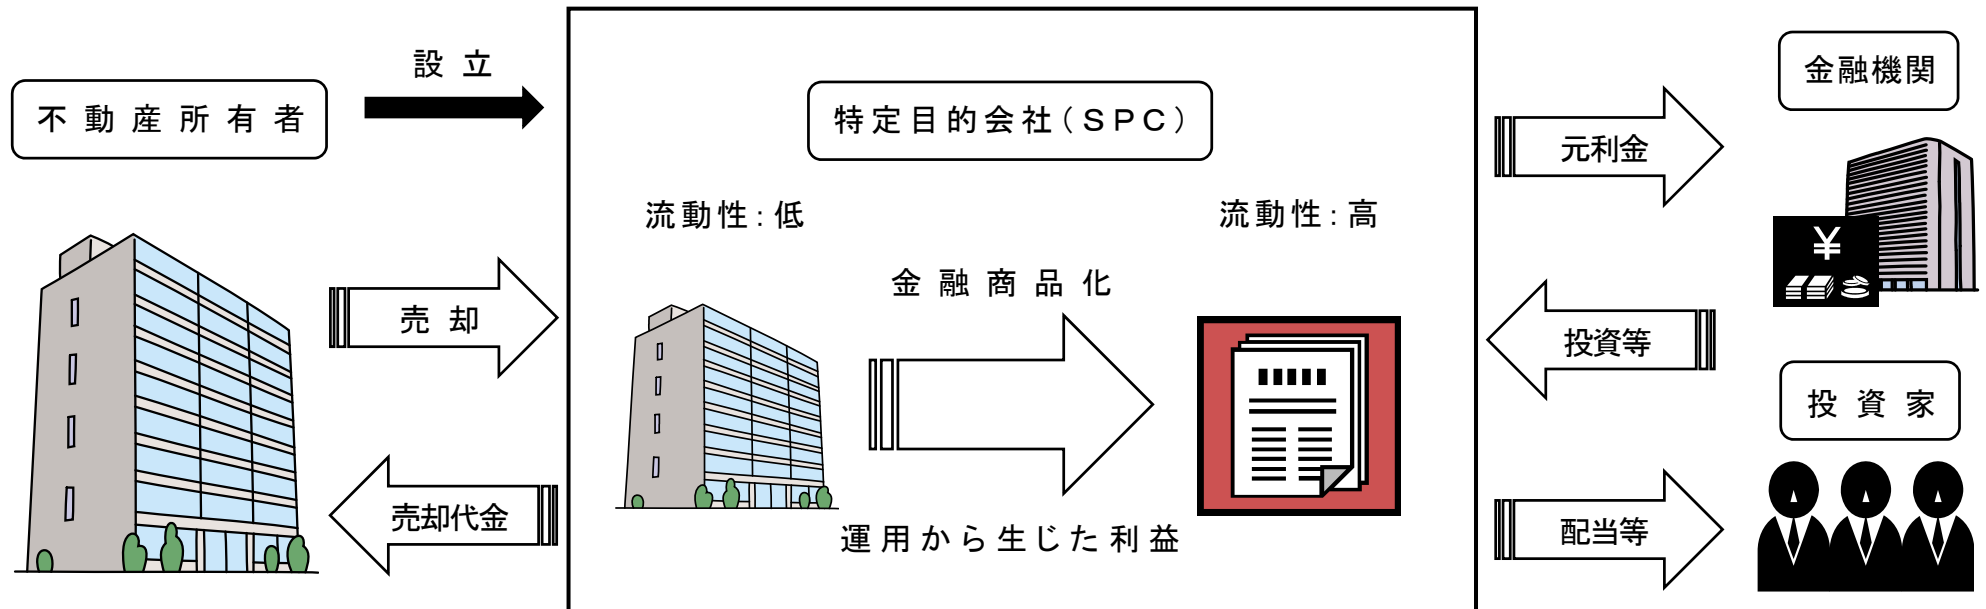 設立
不動産所有者
売却
売却代金
特定目的会社(SPC)
流動性:低
流動性:高
金融商品化
運用から生じた利益
元利金
投資等
配当等
金融機関
¥
投資家